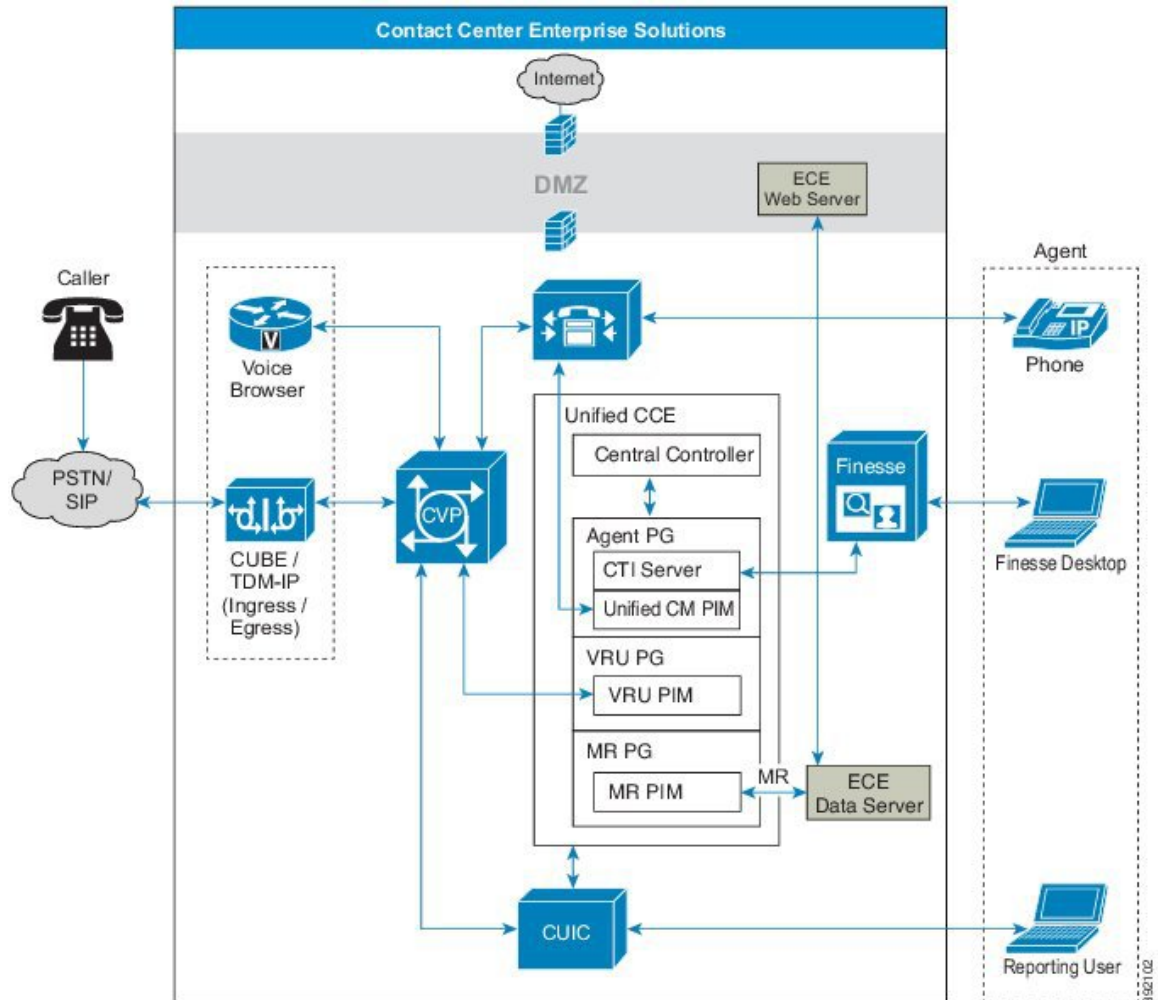 Contact Center Enterprise Solutions
Internet
DMZ
ECE
Web Server
Agent
Caller
V
Voice
Browser
IP
Phone
Unified CCE
Central Controller
Finesse
PSTN/
SIP
CVP
Agent PG
CTI Server
Unified CM PIM
CUBE /
TDM-IP
(Ingress /
Egress)
Finesse Desktop
VRU PG
VRU PIM
MR PG
MR PIM
MR
ECE
Data Server
CUIC
Reporting User